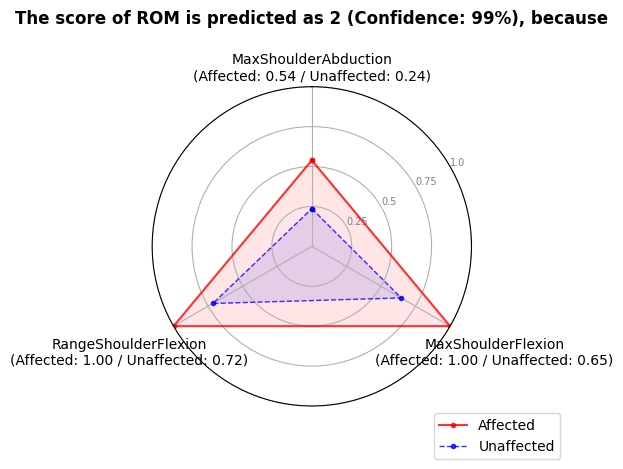 The score of ROM is predicted as 2 (Confidence: 99%), because
MaxShoulderAbduction
(Affected: 0.54 / Unaffected: 0.24)
1.0
0.75
0.5
0.25
RangeShoulderFlexion
(Affected: 1.00 / Unaffected: 0.72)
MaxShoulderFlexion
(Affected: 1.00 / Unaffected: 0.65)
Affected
Unaffected